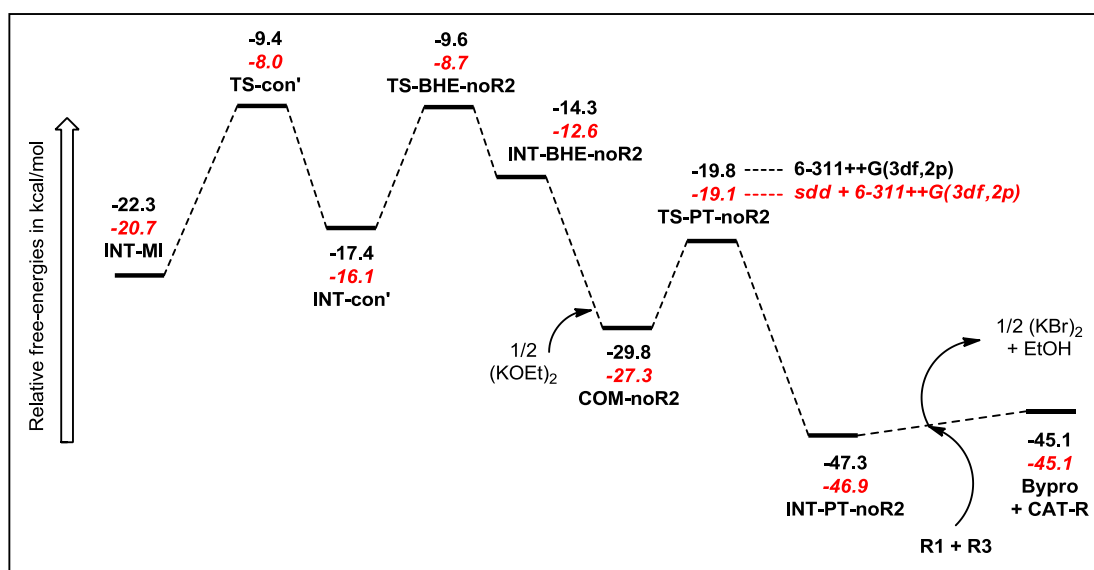 Relative free-energies in kcal/mol
-22.3
-20.7
INT-MI
-9.4
-8.0
TS-con'
-17.4
-16.1
INT-con'
-9.6
-8.7
TS-BHE-noR2
-14.3
-12.6
INT-BHE-noR2
1/2
(KOEt)2
-29.8
-27.3
COM-noR2
-19.8 6-311++G(3df,2p)
-19.1 sdd + 6-311++G(3df,2p)
TS-PT-noR2
-47.3
-46.9
INT-PT-noR2
1/2 (KBr)2
+ EtOH
R1 + R3
-45.1
-45.1
Bypro
+ CAT-R